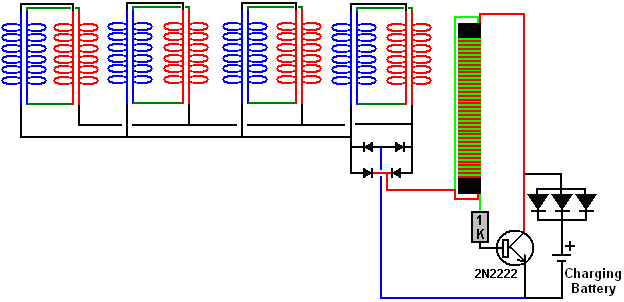 1
K
2N2222
+
Charging
Battery